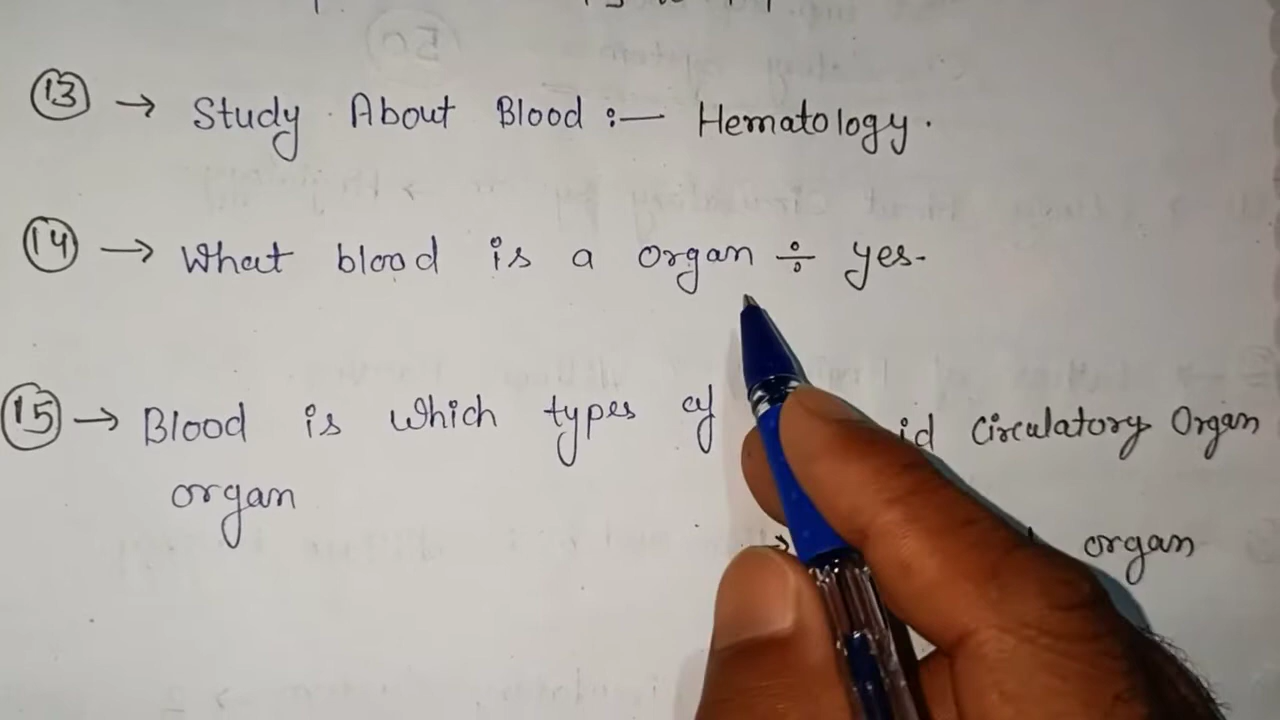 13 → Study About Blood :— Hematology.
14 → What blood is a organ ÷ yes.
15 → Blood is which types of id Circulatory Organ
organ
→ organ